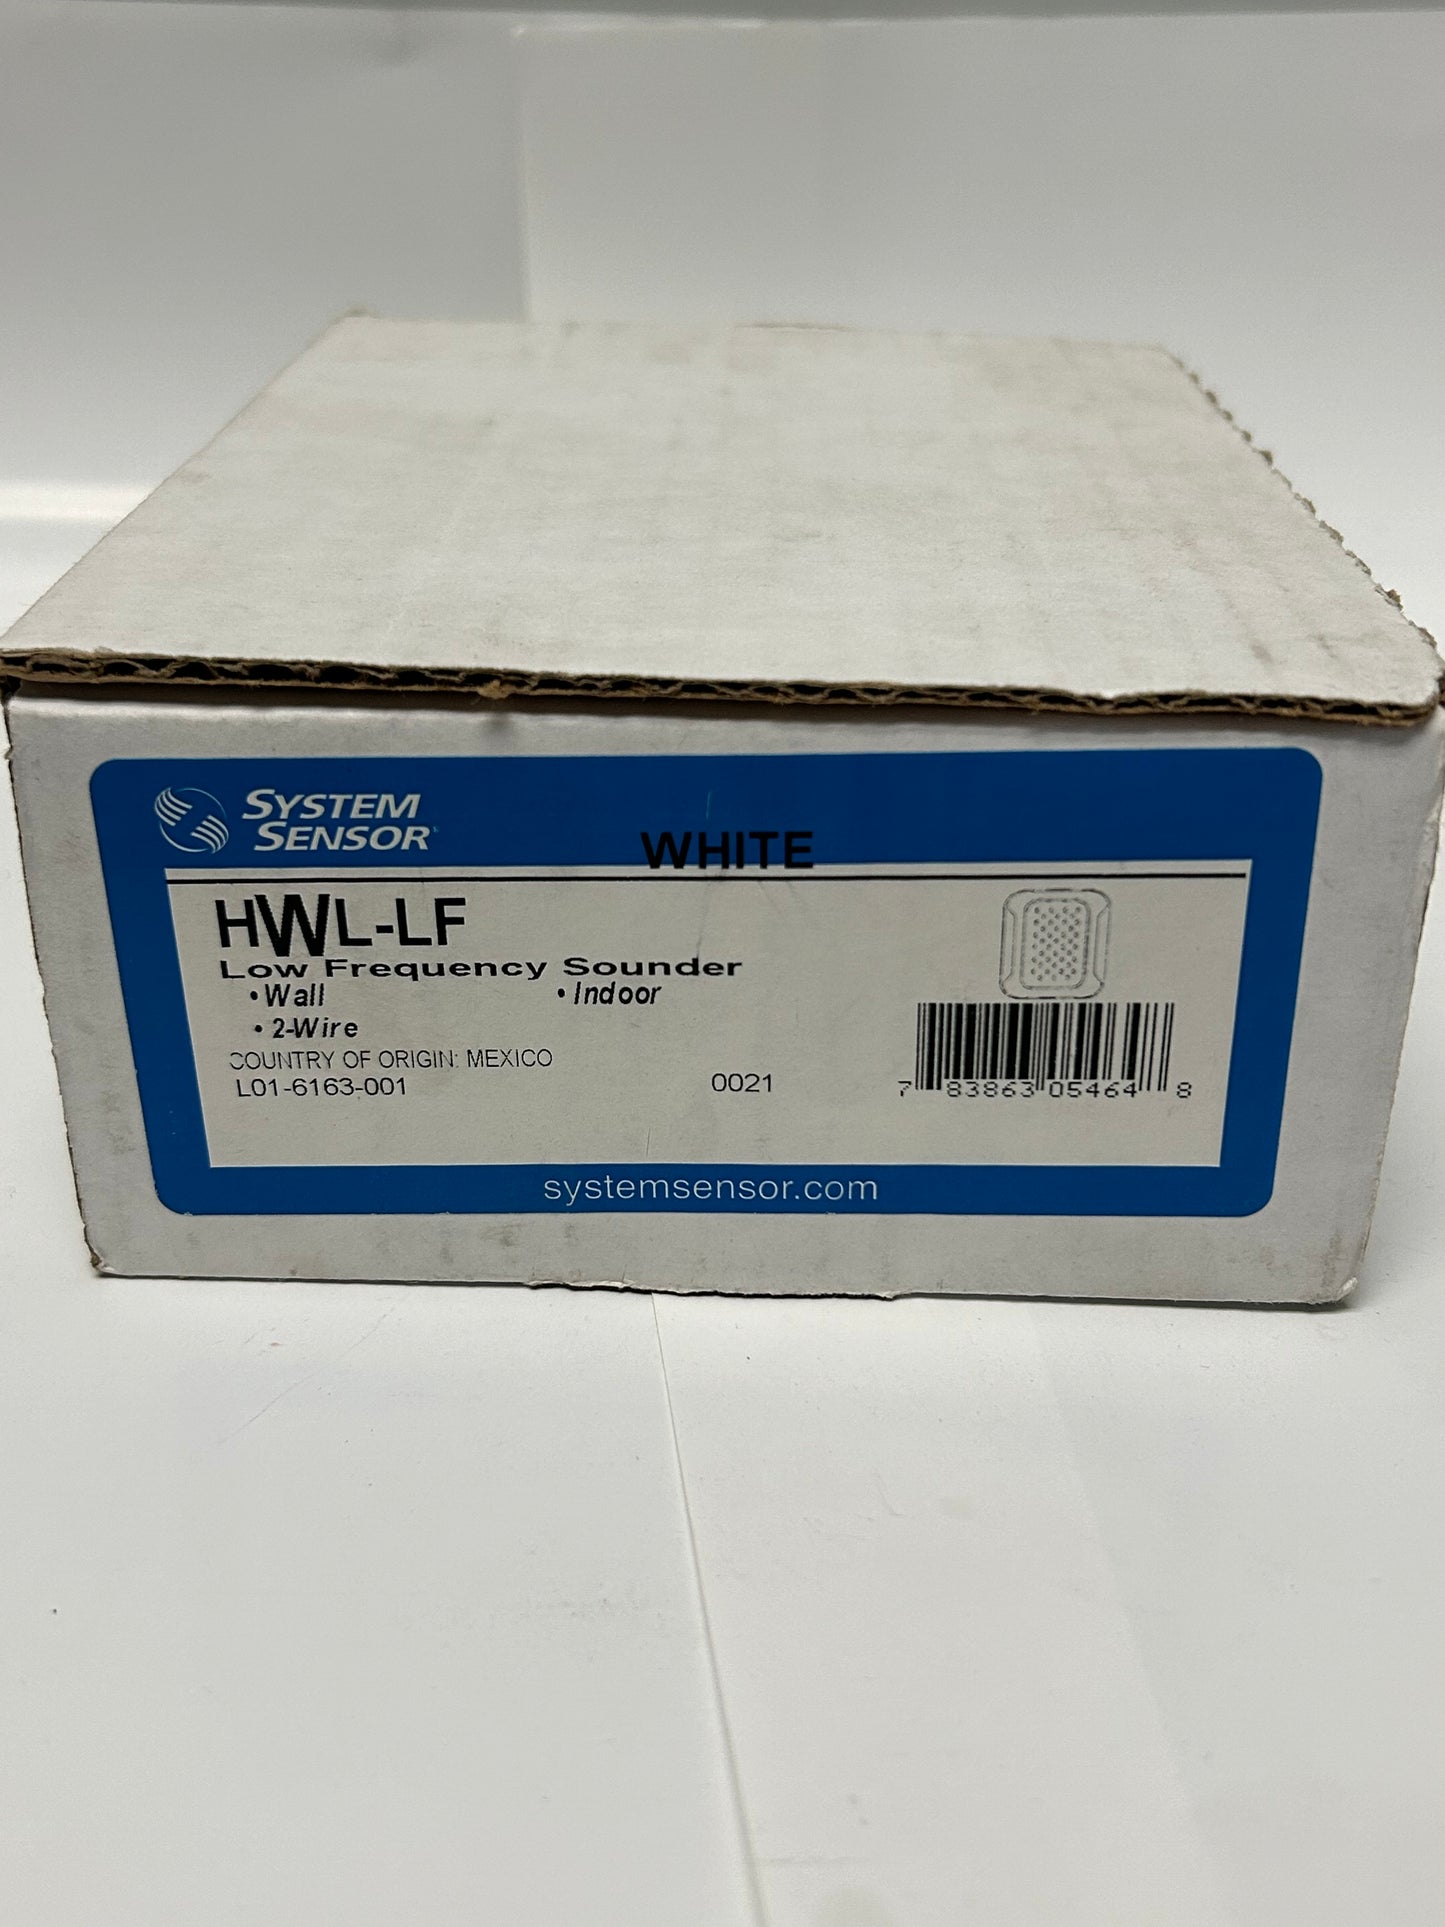 SYSTEM
SENSOR
WHITE
HWL-LF
Low Frequency Sounder
• Wall • Indoor
• 2-Wire
COUNTRY OF ORIGIN: MEXICO
L01-6163-001 0021
7 83863 05464 8
systemsensor.com